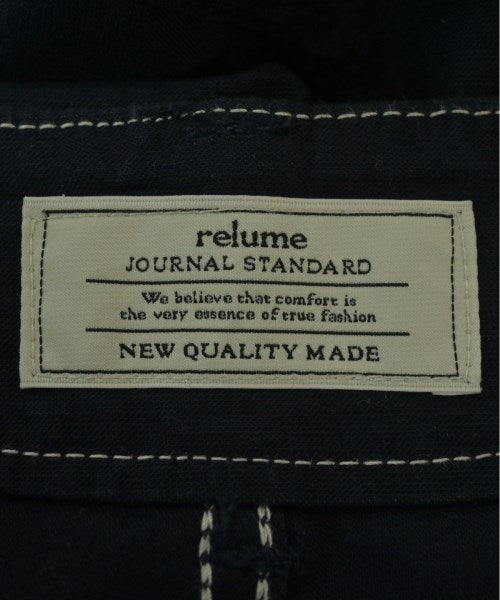 relume
JOURNAL STANDARD
We believe that comfort is
the very essence of true fashion
NEW QUALITY MADE